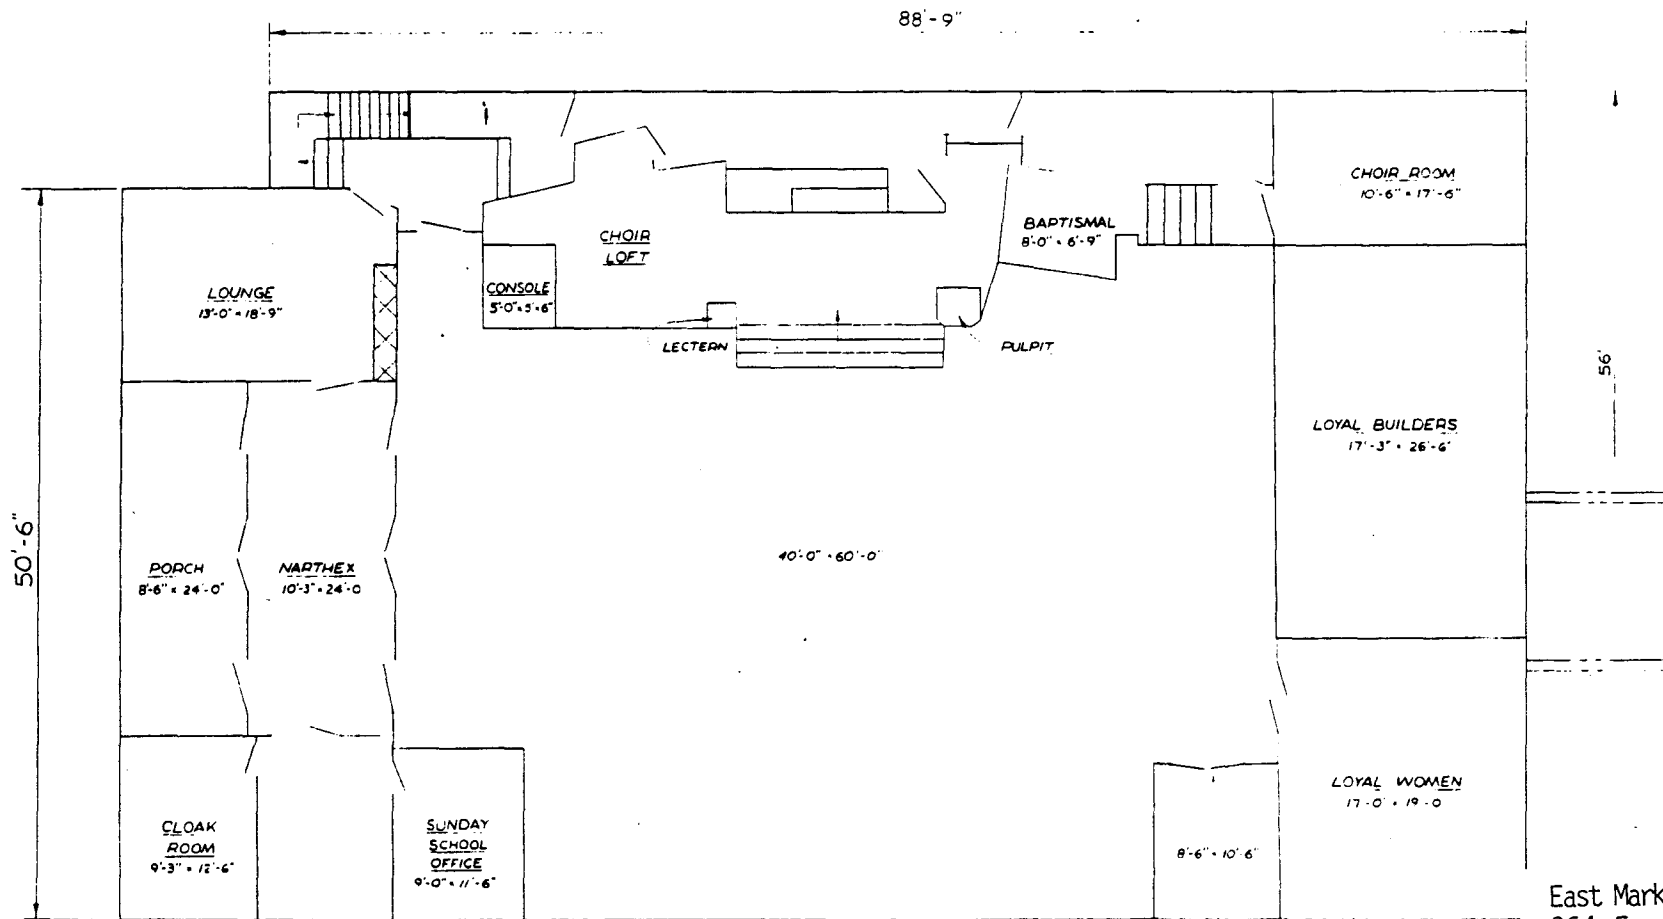 88'-9"
CHOIR ROOM
10'-6" × 17'-6"
BAPTISMAL
8'-0" × 6'-9"
CHOIR
LOFT
CONSOLE
5'-0" × 5'-6"
LOUNGE
13'-0" × 18'-9"
LECTERN
PULPIT
56'
LOYAL BUILDERS
17'-3" × 26'-6"
50'-6"
PORCH
8'-6" × 24'-0"
NARTHEX
10'-3" × 24'-0
40'-0" × 60'-0"
LOYAL WOMEN
17'-0" × 19'-0
CLOAK
ROOM
9'-3" × 12'-6"
SUNDAY
SCHOOL
OFFICE
9'-0" × 11'-6"
8'-6" × 10'-6"
East Mark